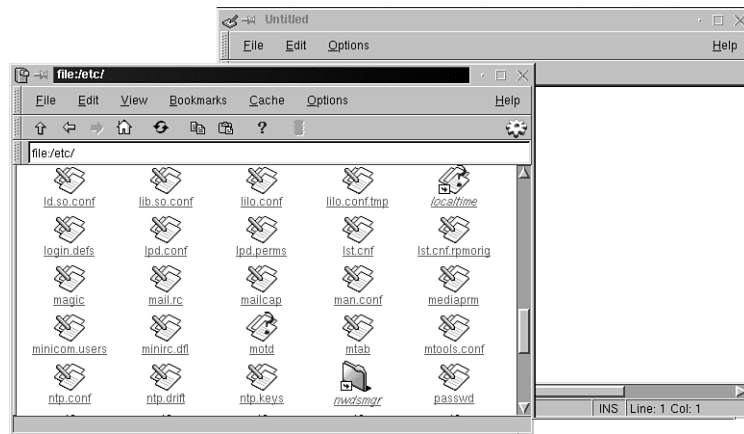 Untitled
File Edit Options Help
file:/etc/
File Edit View Bookmarks Cache Options Help
?
file:/etc/
ld.so.conf lib.so.conf lilo.conf lilo.conf.tmp localtime
login.defs lpd.conf lpd.perms lst.cnf lst.cnf.rpmorig
magic mail.rc mailcap man.conf mediaprm
minicom.users minirc.dfl motd mtab mtools.conf
ntp.conf ntp.drift ntp.keys nwdsmgr passwd
INS Line: 1 Col: 1